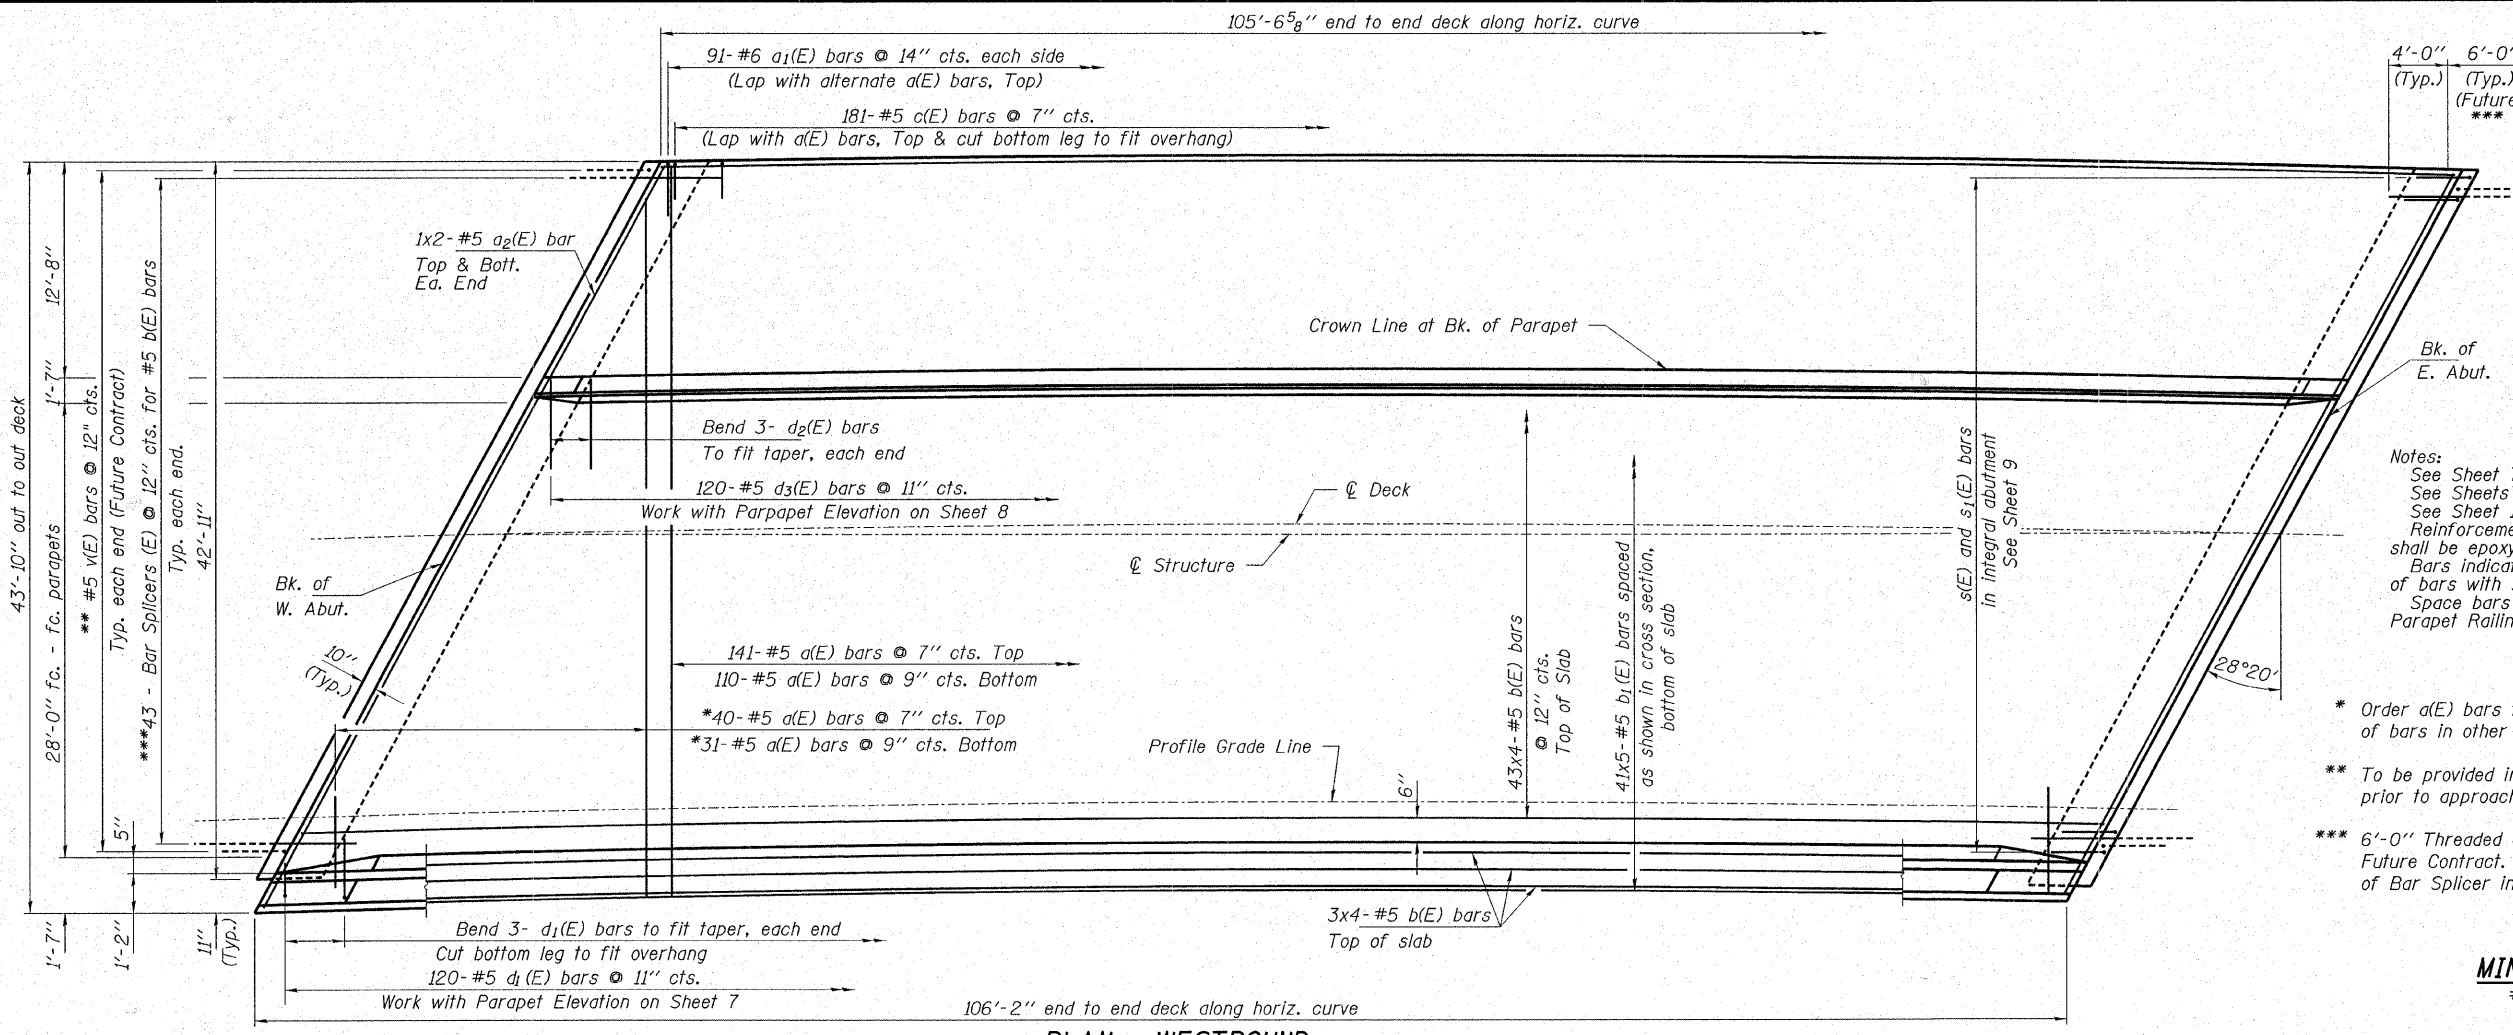 105'-6 5/8'' end to end deck along horiz. curve
91-#6 a1(E) bars @ 14'' cts. each side
(Lap with alternate a(E) bars, Top)
181-#5 c(E) bars @ 7'' cts.
(Lap with a(E) bars, Top & cut bottom leg to fit overhang)
4'-0''
(Typ.)
6'-0'
(Typ.)
(Future
***
43'-10'' out to out deck
12'-8''
1'-7''
28'-0'' fc. - fc. parapets
** #5 v(E) bars @ 12" cts.
Typ. each end (Future Contract)
***43 - Bar Splicers (E) @ 12'' cts. for #5 b(E) bars
Typ. each end.
42'-11''
1x2-#5 a2(E) bar
Top & Bott.
Ea. End
Crown Line at Bk. of Parapet
Bk. of
E. Abut.
Bend 3- d2(E) bars
To fit taper, each end
120-#5 d3(E) bars @ 11'' cts.
Work with Parpapet Elevation on Sheet 8
℄ Deck
℄ Structure
s(E) and s1(E) bars
in integral abutment
See Sheet 9
Notes:
See Sheet
See Sheets
See Sheet
Reinforceme
shall be epoxy
Bars indicat
of bars with
Space bars
Parapet Railin
Bk. of
W. Abut.
10''
(Typ.)
141-#5 a(E) bars @ 7'' cts. Top
110-#5 a(E) bars @ 9'' cts. Bottom
*40-#5 a(E) bars @ 7'' cts. Top
*31-#5 a(E) bars @ 9'' cts. Bottom
Profile Grade Line
6''
43x4-#5 b(E) bars
@ 12'' cts.
Top of Slab
41x5-#5 b1(E) bars spaced
as shown in cross section,
bottom of slab
28°20'
* Order a(E) bars
of bars in other
** To be provided in
prior to approach
*** 6'-0'' Threaded
Future Contract.
of Bar Splicer in
5''
1'-7''
1'-2''
11''
(Typ.)
3x4-#5 b(E) bars
Top of slab
Bend 3- d1(E) bars to fit taper, each end
Cut bottom leg to fit overhang
120-#5 d1(E) bars @ 11'' cts.
Work with Parapet Elevation on Sheet 7
106'-2'' end to end deck along horiz. curve
MIN